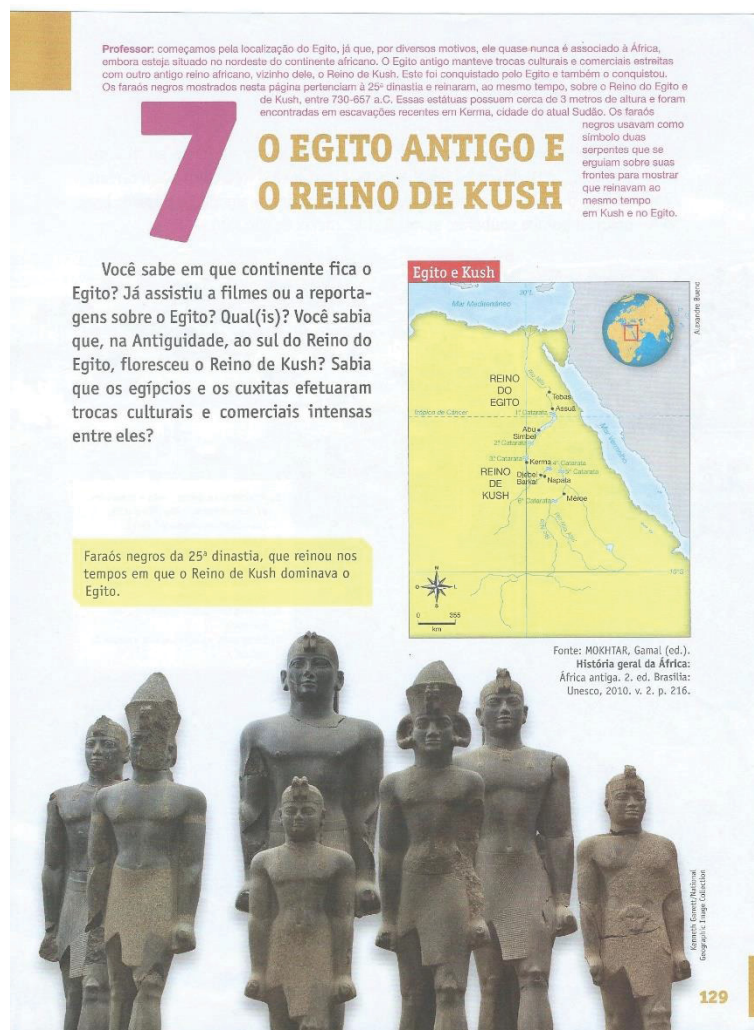 Professor: começamos pela localização do Egito, já que, por diversos motivos, ele quase nunca é associado à África,
embora esteja situado no nordeste do continente africano. O Egito antigo manteve trocas culturais e comerciais estreitas
com outro antigo reino africano, vizinho dele, o Reino de Kush. Este foi conquistado pelo Egito e também o conquistou.
Os faraós negros mostrados nesta página pertenciam à 25ª dinastia e reinaram, ao mesmo tempo, sobre o Reino do Egito e
de Kush, entre 730-657 a.C. Essas estátuas possuem cerca de 3 metros de altura e foram
encontradas em escavações recentes em Kerma, cidade do atual Sudão. Os faraós
negros usavam como
símbolo duas
serpentes que se
erguiam sobre suas
frontes para mostrar
que reinavam ao
mesmo tempo
em Kush e no Egito.
7
O EGITO ANTIGO E
O REINO DE KUSH
Você sabe em que continente fica o
Egito? Já assistiu a filmes ou a reporta-
gens sobre o Egito? Qual(is)? Você sabia
que, na Antiguidade, ao sul do Reino do
Egito, floresceu o Reino de Kush? Sabia
que os egípcios e os cuxitas efetuaram
trocas culturais e comerciais intensas
entre eles?
Egito e Kush
30°L
Mar Mediterrâneo
REINO
DO
EGITO
Rio Nilo
Tebas
Assuã
Trópico de Câncer
1ª Catarata
Abu
Simbel
2ª Catarata
Mar Vermelho
3ª Catarata
Kerma
4ª Catarata
5ª Catarata
REINO
DE
KUSH
Djebel
Barkal
Napata
6ª Catarata
Méroe
N
O
L
S
0
255
km
Alexandre Bueno
Faraós negros da 25ª dinastia, que reinou nos
tempos em que o Reino de Kush dominava o
Egito.
Fonte: MOKHTAR, Gamal (ed.).
História geral da África:
África antiga. 2. ed. Brasília:
Unesco, 2010. v. 2. p. 216.
Kenneth Garrett/National
Geographic Image Collection
129